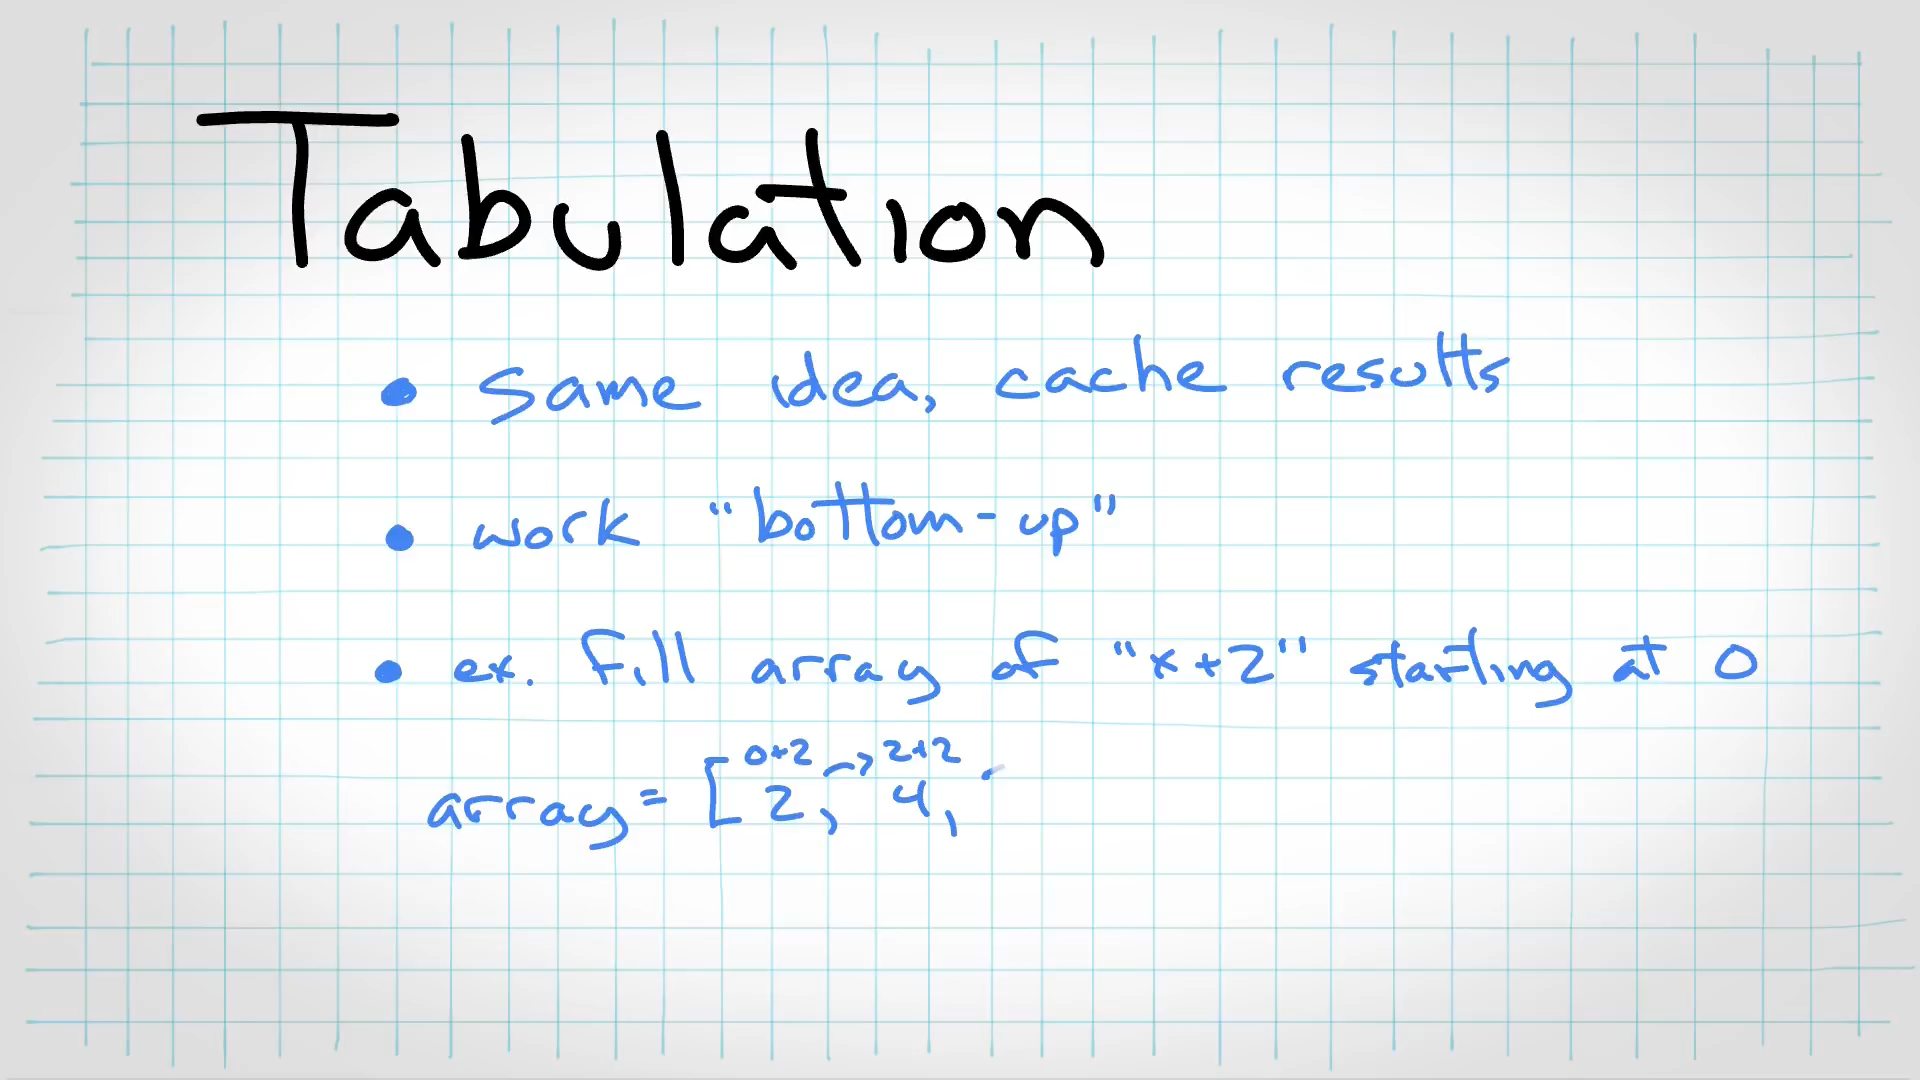 Tabulation
• same idea, cache results
• work "bottom-up"
• ex. fill array of "x+2" starting at 0
0+2 → 2+2
array = [ 2, 4,